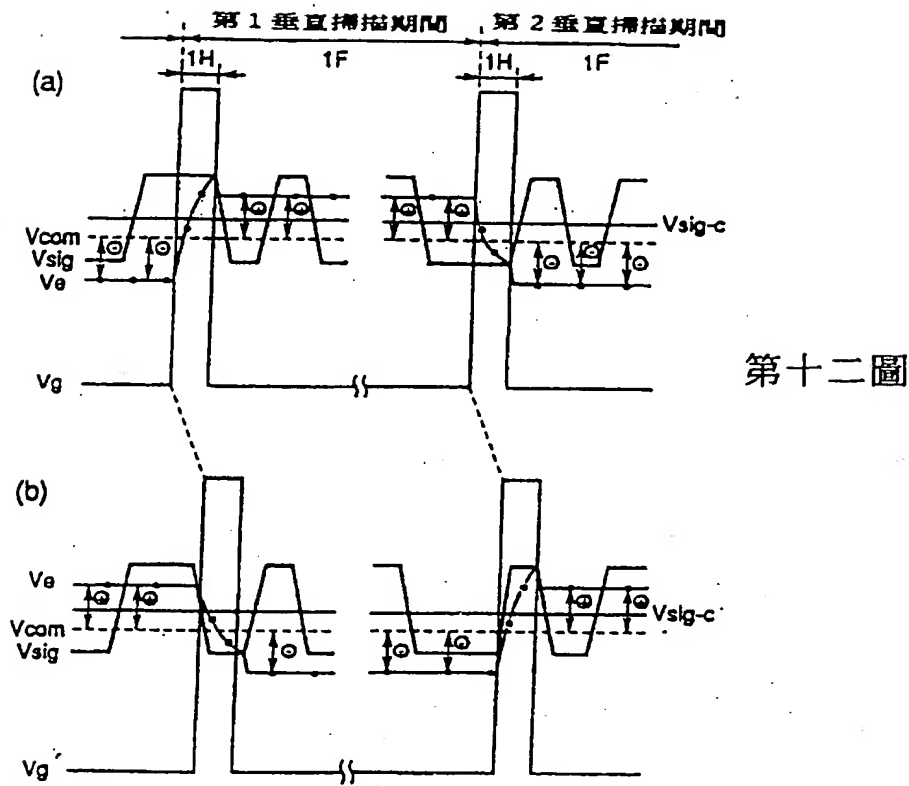 第1垂直掃描期間 第2垂直掃描期間
1H 1F 1H 1F
(a)
Vcom
Vsig
Ve
Vsig-c
Vg
第十二圖
(b)
Ve
Vcom
Vsig
Vsig-c
Vg'